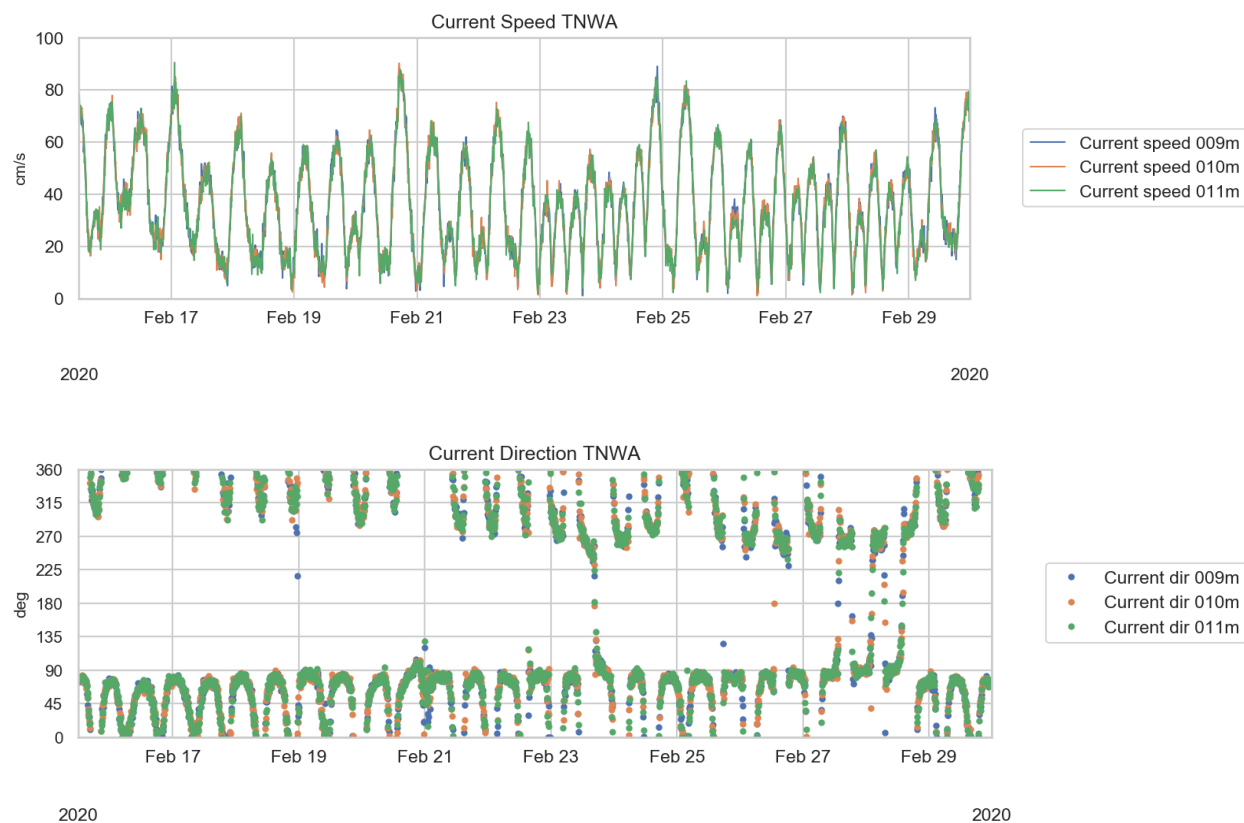 Current Speed TNWA
100
80
60
40
20
0
cm/s
Feb 17 Feb 19 Feb 21 Feb 23 Feb 25 Feb 27 Feb 29
2020 2020
Current speed 009m
Current speed 010m
Current speed 011m
Current Direction TNWA
360
315
270
225
180
135
90
45
0
deg
Feb 17 Feb 19 Feb 21 Feb 23 Feb 25 Feb 27 Feb 29
2020 2020
Current dir 009m
Current dir 010m
Current dir 011m